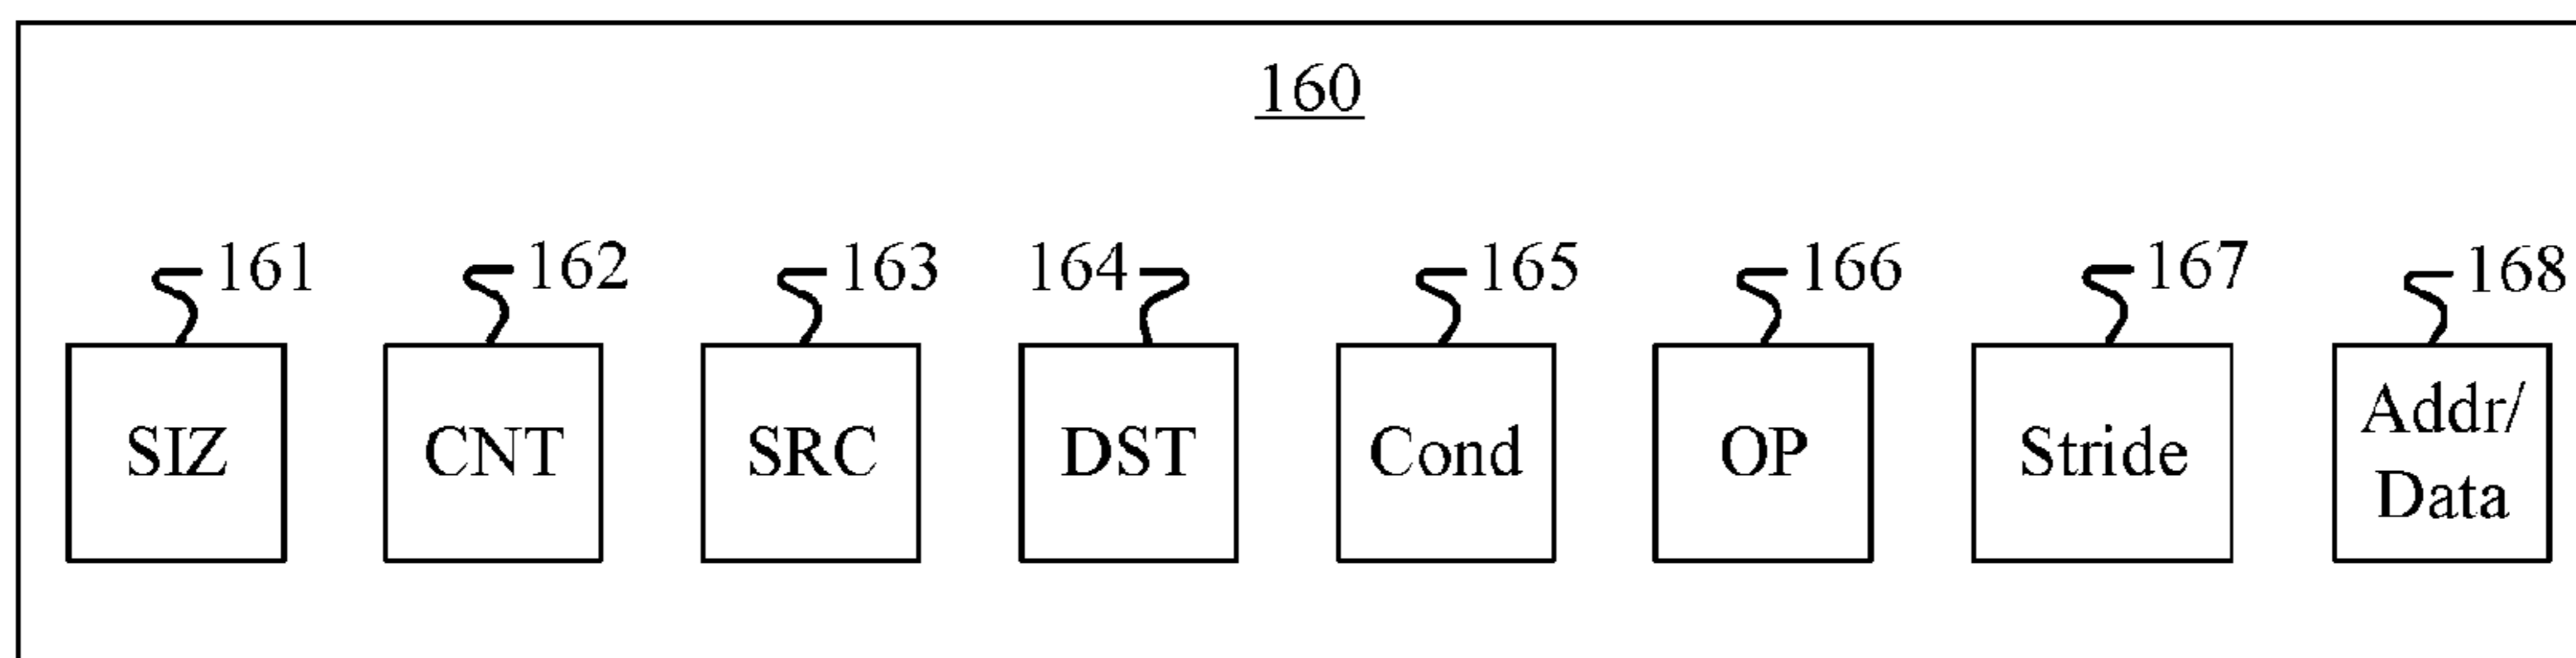 160
161 162 163 164 165 166 167 168
SIZ CNT SRC DST Cond OP Stride Addr/
Data